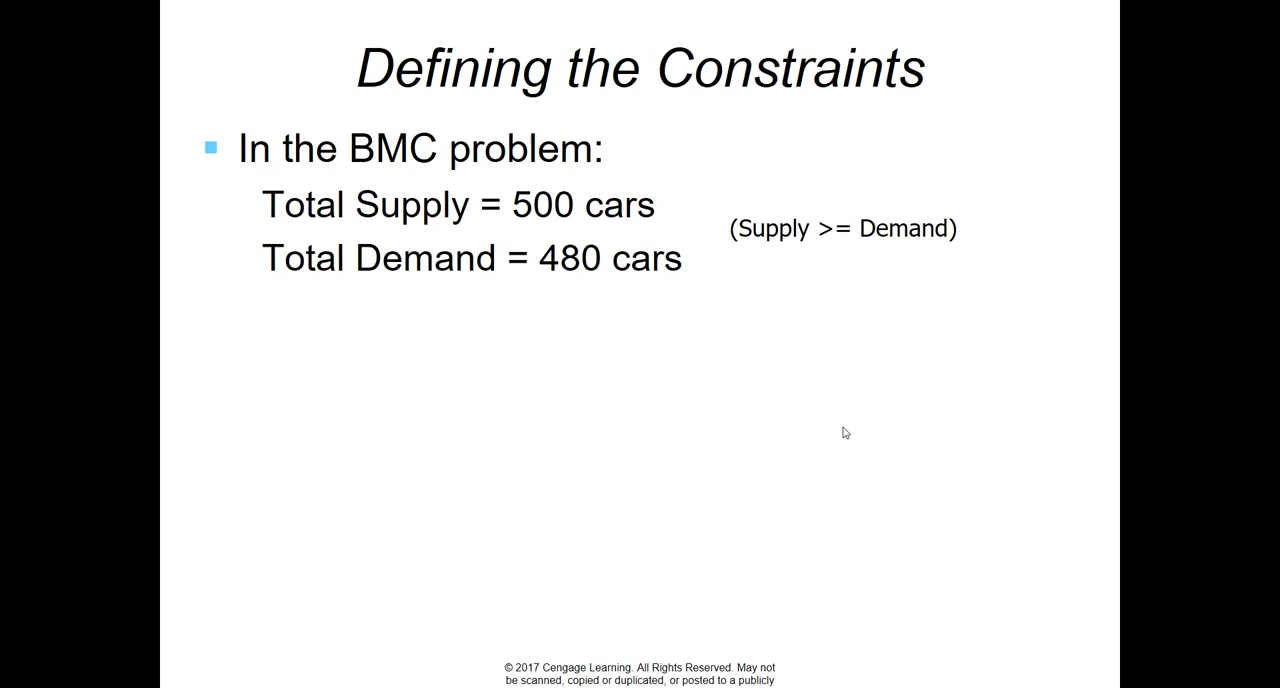 Defining the Constraints
In the BMC problem:
Total Supply = 500 cars
(Supply >= Demand)
Total Demand = 480 cars
© 2017 Cengage Learning. All Rights Reserved. May not
be scanned, copied or duplicated, or posted to a publicly